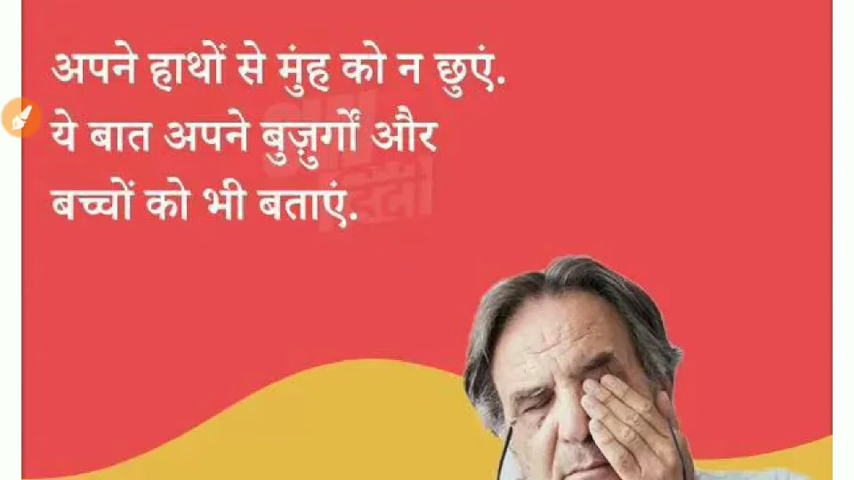 अपने हाथों से मुंह को न छुएं.
ये बात अपने बुज़ुर्गों और
बच्चों को भी बताएं.
हिंदी